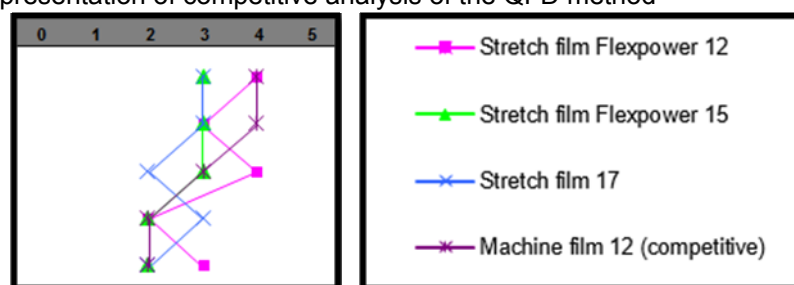 presentation of competitive analysis of the QFD method
0 1 2 3 4 5
Stretch film Flexpower 12
Stretch film Flexpower 15
Stretch film 17
Machine film 12 (competitive)